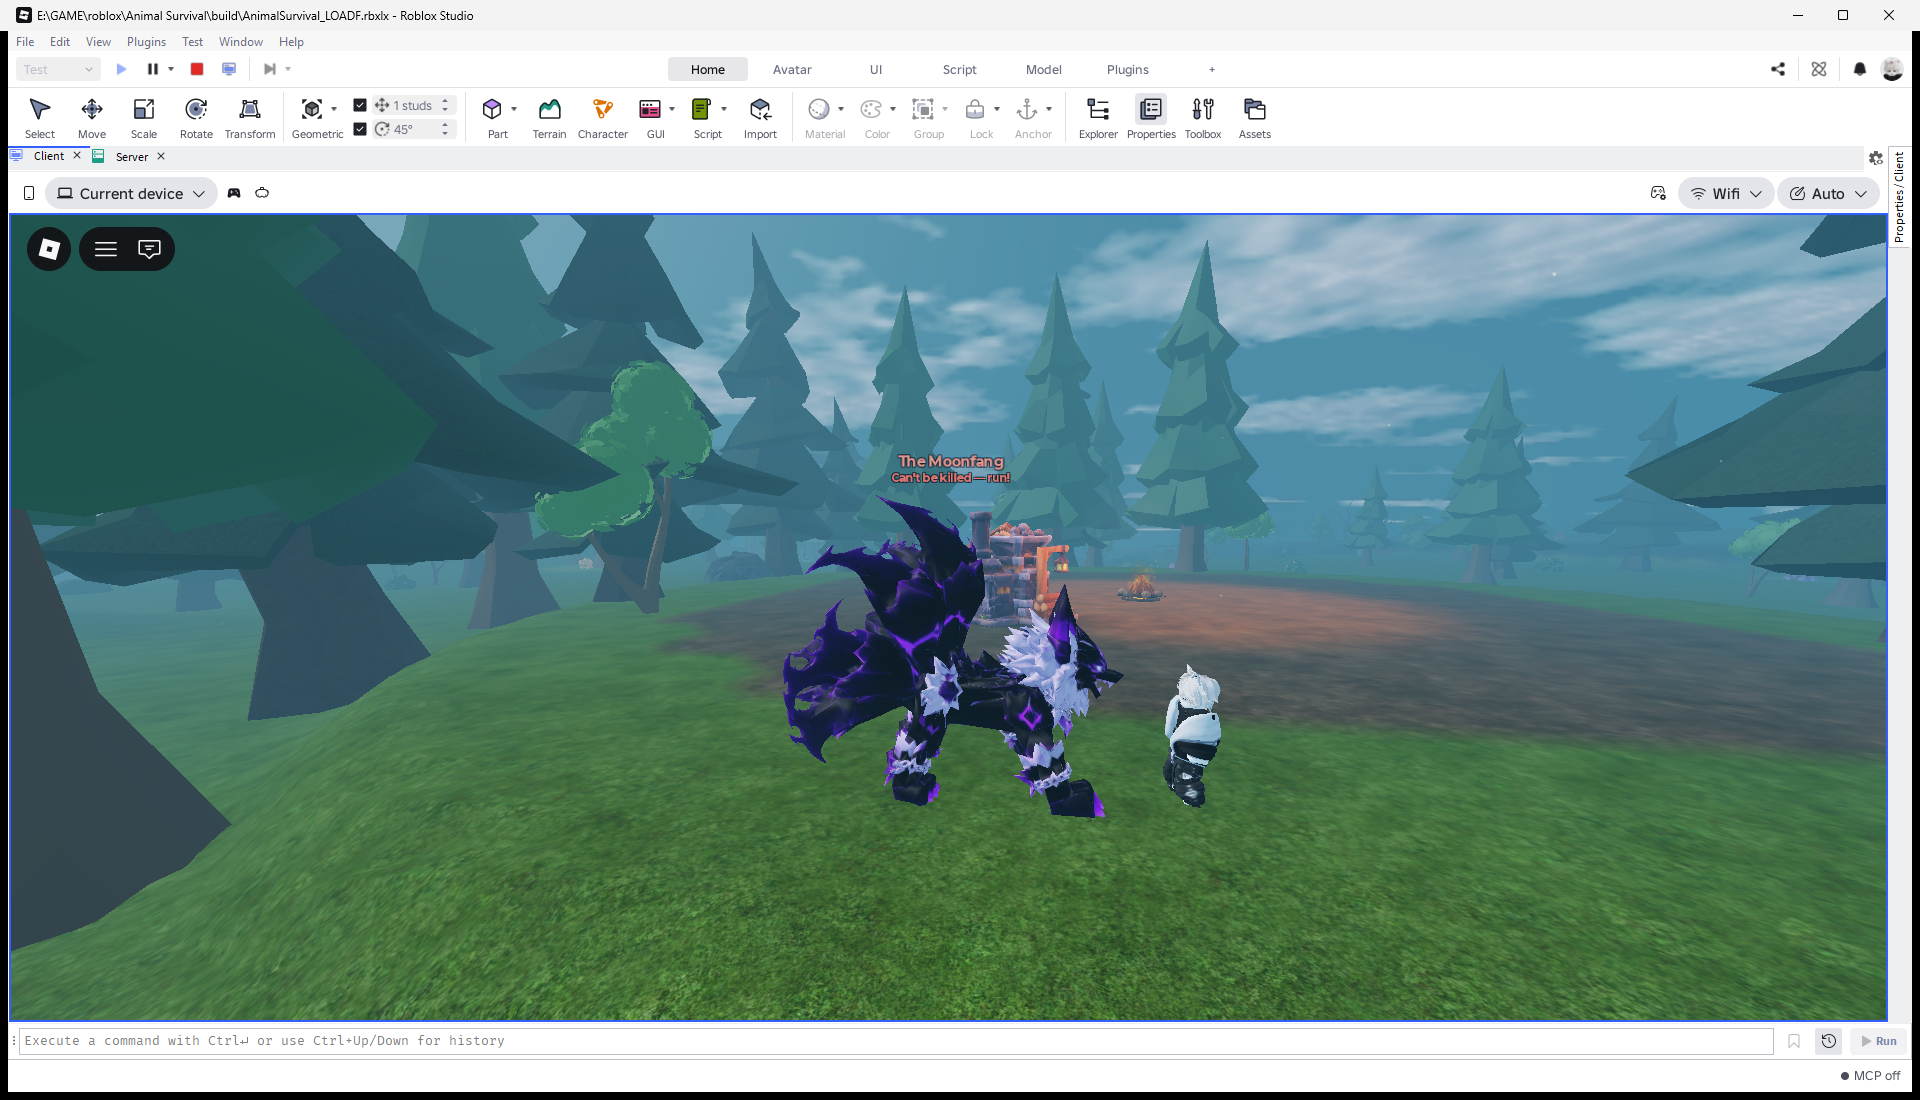 E:\GAME\roblox\Animal Survival\build\AnimalSurvival_LOADF.rbxlx - Roblox Studio
File Edit View Plugins Test Window Help
Test Home Avatar UI Script Model Plugins +
1 studs
45°
Select Move Scale Rotate Transform Geometric Part Terrain Character GUI Script Import Material Color Group Lock Anchor Explorer Properties Toolbox Assets
Client Server
Properties / Client
Current device Wifi Auto
The Moonfang
Can't be killed — run!
Execute a command with Ctrl↵ or use Ctrl+Up/Down for history
Run
MCP off